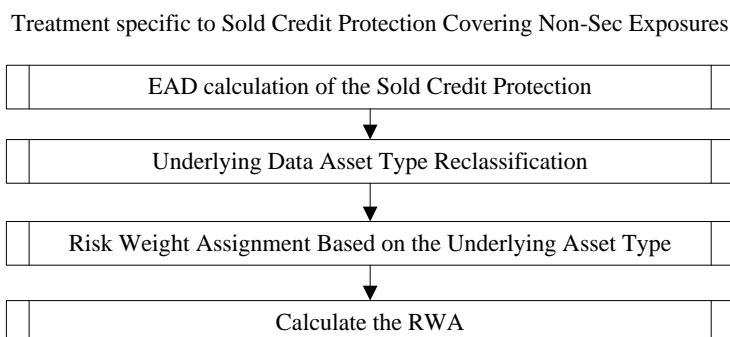 Treatment specific to Sold Credit Protection Covering Non-Sec Exposures
EAD calculation of the Sold Credit Protection
Underlying Data Asset Type Reclassification
Risk Weight Assignment Based on the Underlying Asset Type
Calculate the RWA